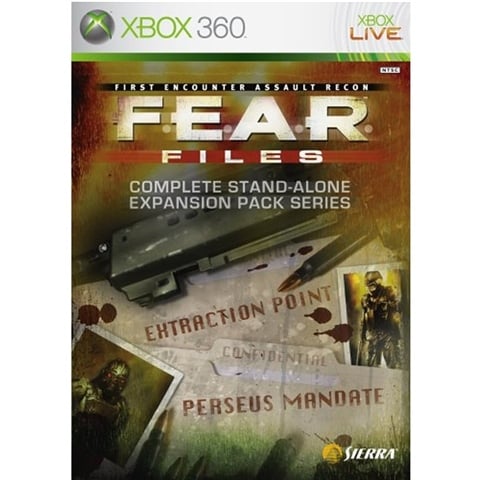 XBOX 360
XBOX
LIVE
NTSC
FIRST ENCOUNTER ASSAULT RECON
F.E.A.R.
FILES
COMPLETE STAND-ALONE
EXPANSION PACK SERIES
EXTRACTION POINT
CONFIDENTIAL
PERSEUS MANDATE
SIERRA